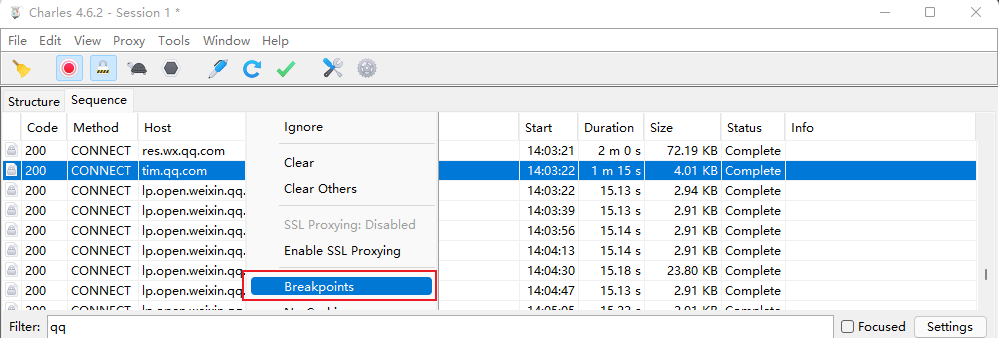 Charles 4.6.2 - Session 1 *
File Edit View Proxy Tools Window Help
Structure Sequence
Code Method Host Start Duration Size Status Info
200 CONNECT res.wx.qq.com 14:03:21 2 m 0 s 72.19 KB Complete
200 CONNECT tim.qq.com 14:03:22 1 m 15 s 4.01 KB Complete
200 CONNECT lp.open.weixin.qq. 14:03:22 15.13 s 2.94 KB Complete
200 CONNECT lp.open.weixin.qq. 14:03:39 15.13 s 2.91 KB Complete
200 CONNECT lp.open.weixin.qq. 14:03:56 15.14 s 2.91 KB Complete
200 CONNECT lp.open.weixin.qq. 14:04:13 15.14 s 2.91 KB Complete
200 CONNECT lp.open.weixin.qq. 14:04:30 15.18 s 23.80 KB Complete
200 CONNECT lp.open.weixin.qq. 14:04:47 15.13 s 2.91 KB Complete
200 CONNECT lp.open.weixin.qq. Complete
Ignore
Clear
Clear Others
SSL Proxying: Disabled
Enable SSL Proxying
Breakpoints
Filter: qq Focused Settings